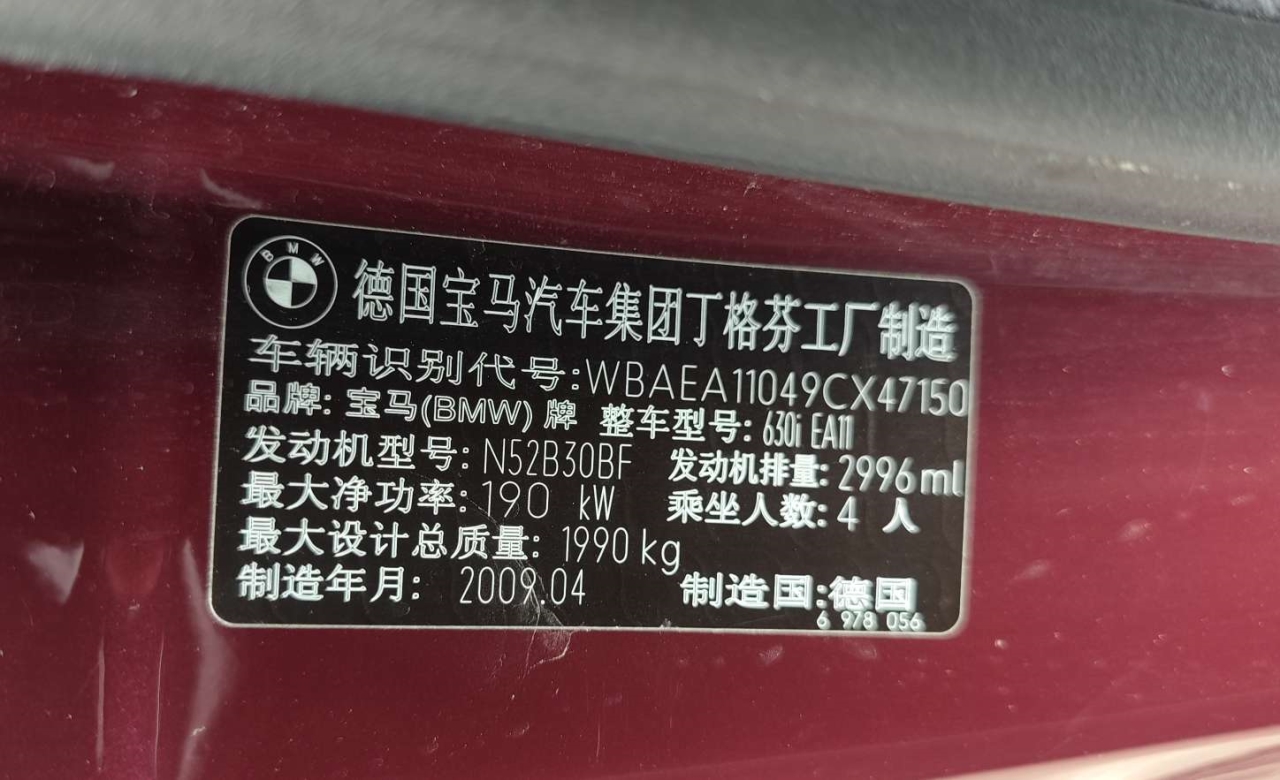 BMW
德国宝马汽车集团丁格芬工厂制造
车辆识别代号:WBAEA11049CX47150
品牌: 宝马(BMW) 牌 整车型号: 630i EA11
发动机型号: N52B30BF 发动机排量: 2996 ml
最大净功率: 190 kW 乘坐人数: 4 人
最大设计总质量: 1990 kg
制造年月: 2009.04 制造国:德国
6 978 056